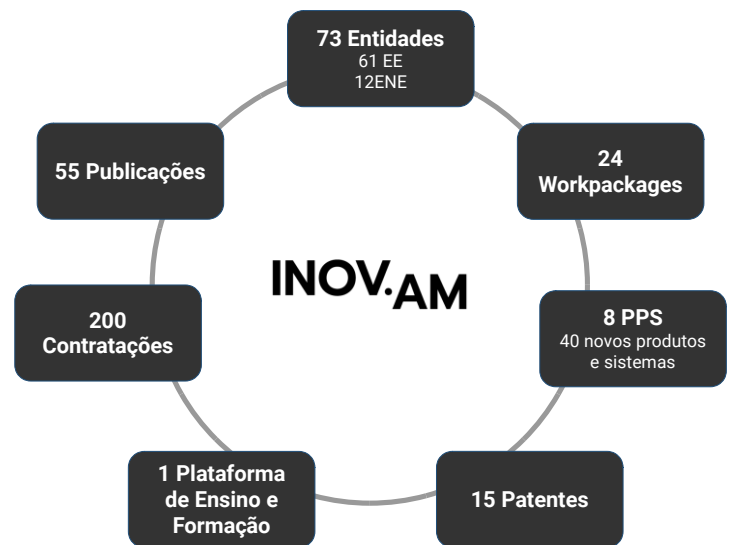 73 Entidades
61 EE
12ENE
24
Workpackages
8 PPS
40 novos produtos
e sistemas
15 Patentes
1 Plataforma
de Ensino e
Formação
200
Contratações
55 Publicações
INOV.AM